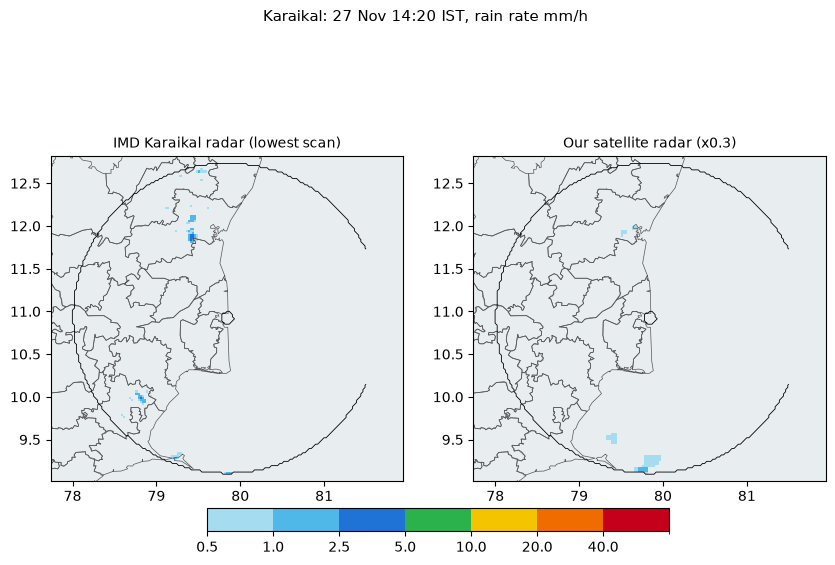 Karaikal: 27 Nov 14:20 IST, rain rate mm/h
IMD Karaikal radar (lowest scan)
12.5
12.0
11.5
11.0
10.5
10.0
9.5
78 79 80 81
Our satellite radar (x0.3)
12.5
12.0
11.5
11.0
10.5
10.0
9.5
78 79 80 81
0.5 1.0 2.5 5.0 10.0 20.0 40.0